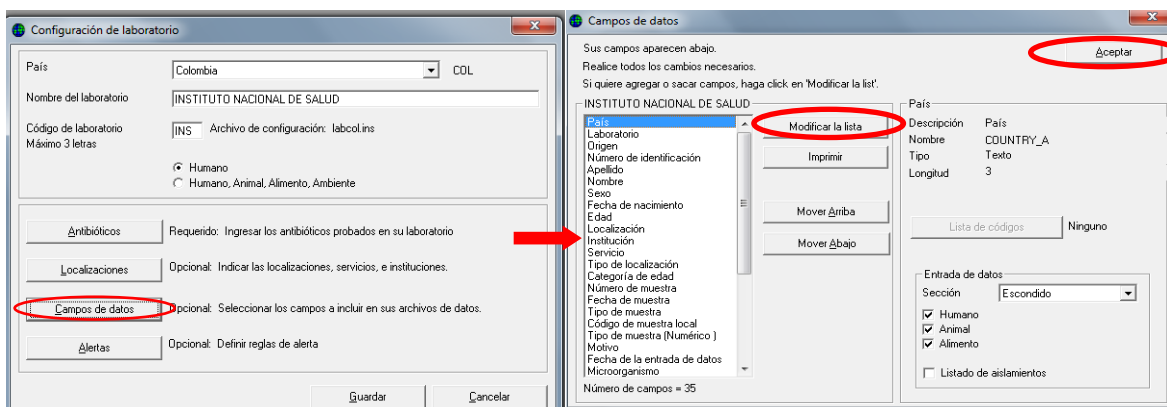 Configuración de laboratorio
País
Colombia
COL
Nombre del laboratorio
INSTITUTO NACIONAL DE SALUD
Código de laboratorio
Máximo 3 letras
INS
Archivo de configuración: labcol.ins
Humano
Humano, Animal, Alimento, Ambiente
Antibióticos
Requerido: Ingresar los antibióticos probados en su laboratorio
Localizaciones
Opcional: Indicar las localizaciones, servicios, e instituciones.
Campos de datos
Opcional: Seleccionar los campos a incluir en sus archivos de datos.
Alertas
Opcional: Definir reglas de alerta
Guardar
Cancelar
Campos de datos
Sus campos aparecen abajo.
Realice todos los cambios necesarios.
Si quiere agregar o sacar campos, haga click en 'Modificar la list'.
Aceptar
INSTITUTO NACIONAL DE SALUD
País
Laboratorio
Origen
Número de identificación
Apellido
Nombre
Sexo
Fecha de nacimiento
Edad
Localización
Institución
Servicio
Tipo de localización
Categoría de edad
Número de muestra
Fecha de muestra
Tipo de muestra
Código de muestra local
Tipo de muestra (Numérico )
Motivo
Fecha de la entrada de datos
Microorganismo
Número de campos = 35
Modificar la lista
Imprimir
Mover Arriba
Mover Abajo
País
Descripción País
Nombre COUNTRY_A
Tipo Texto
Longitud 3
Lista de códigos
Ninguno
Entrada de datos
Sección
Escondido
Humano
Animal
Alimento
Listado de aislamientos